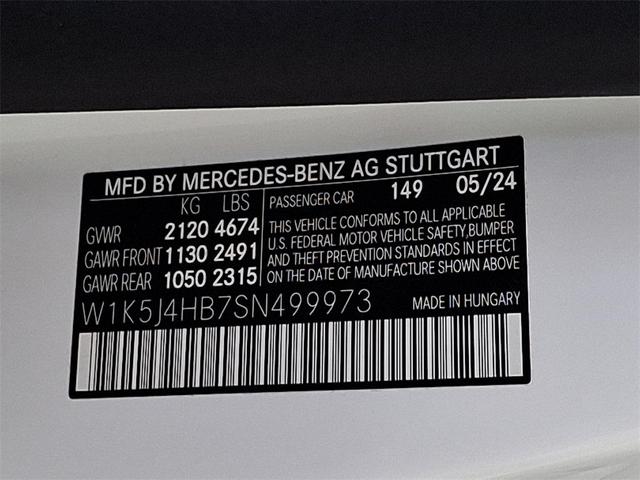 MFD BY MERCEDES-BENZ AG STUTTGART
KG LBS
GVWR 2120 4674
GAWR FRONT 1130 2491
GAWR REAR 1050 2315
PASSENGER CAR 149 05/24
THIS VEHICLE CONFORMS TO ALL APPLICABLE
U.S. FEDERAL MOTOR VEHICLE SAFETY, BUMPER
AND THEFT PREVENTION STANDARDS IN EFFECT
ON THE DATE OF MANUFACTURE SHOWN ABOVE
W1K5J4HB7SN499973
MADE IN HUNGARY